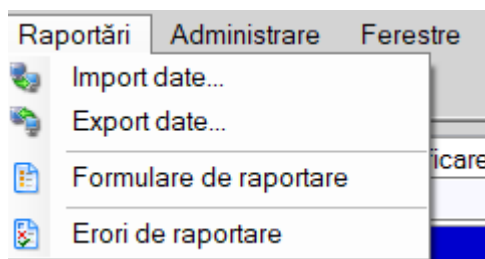 Raportări Administrare Ferestre
Import date...
Export date...
Formulare de raportare
Erori de raportare